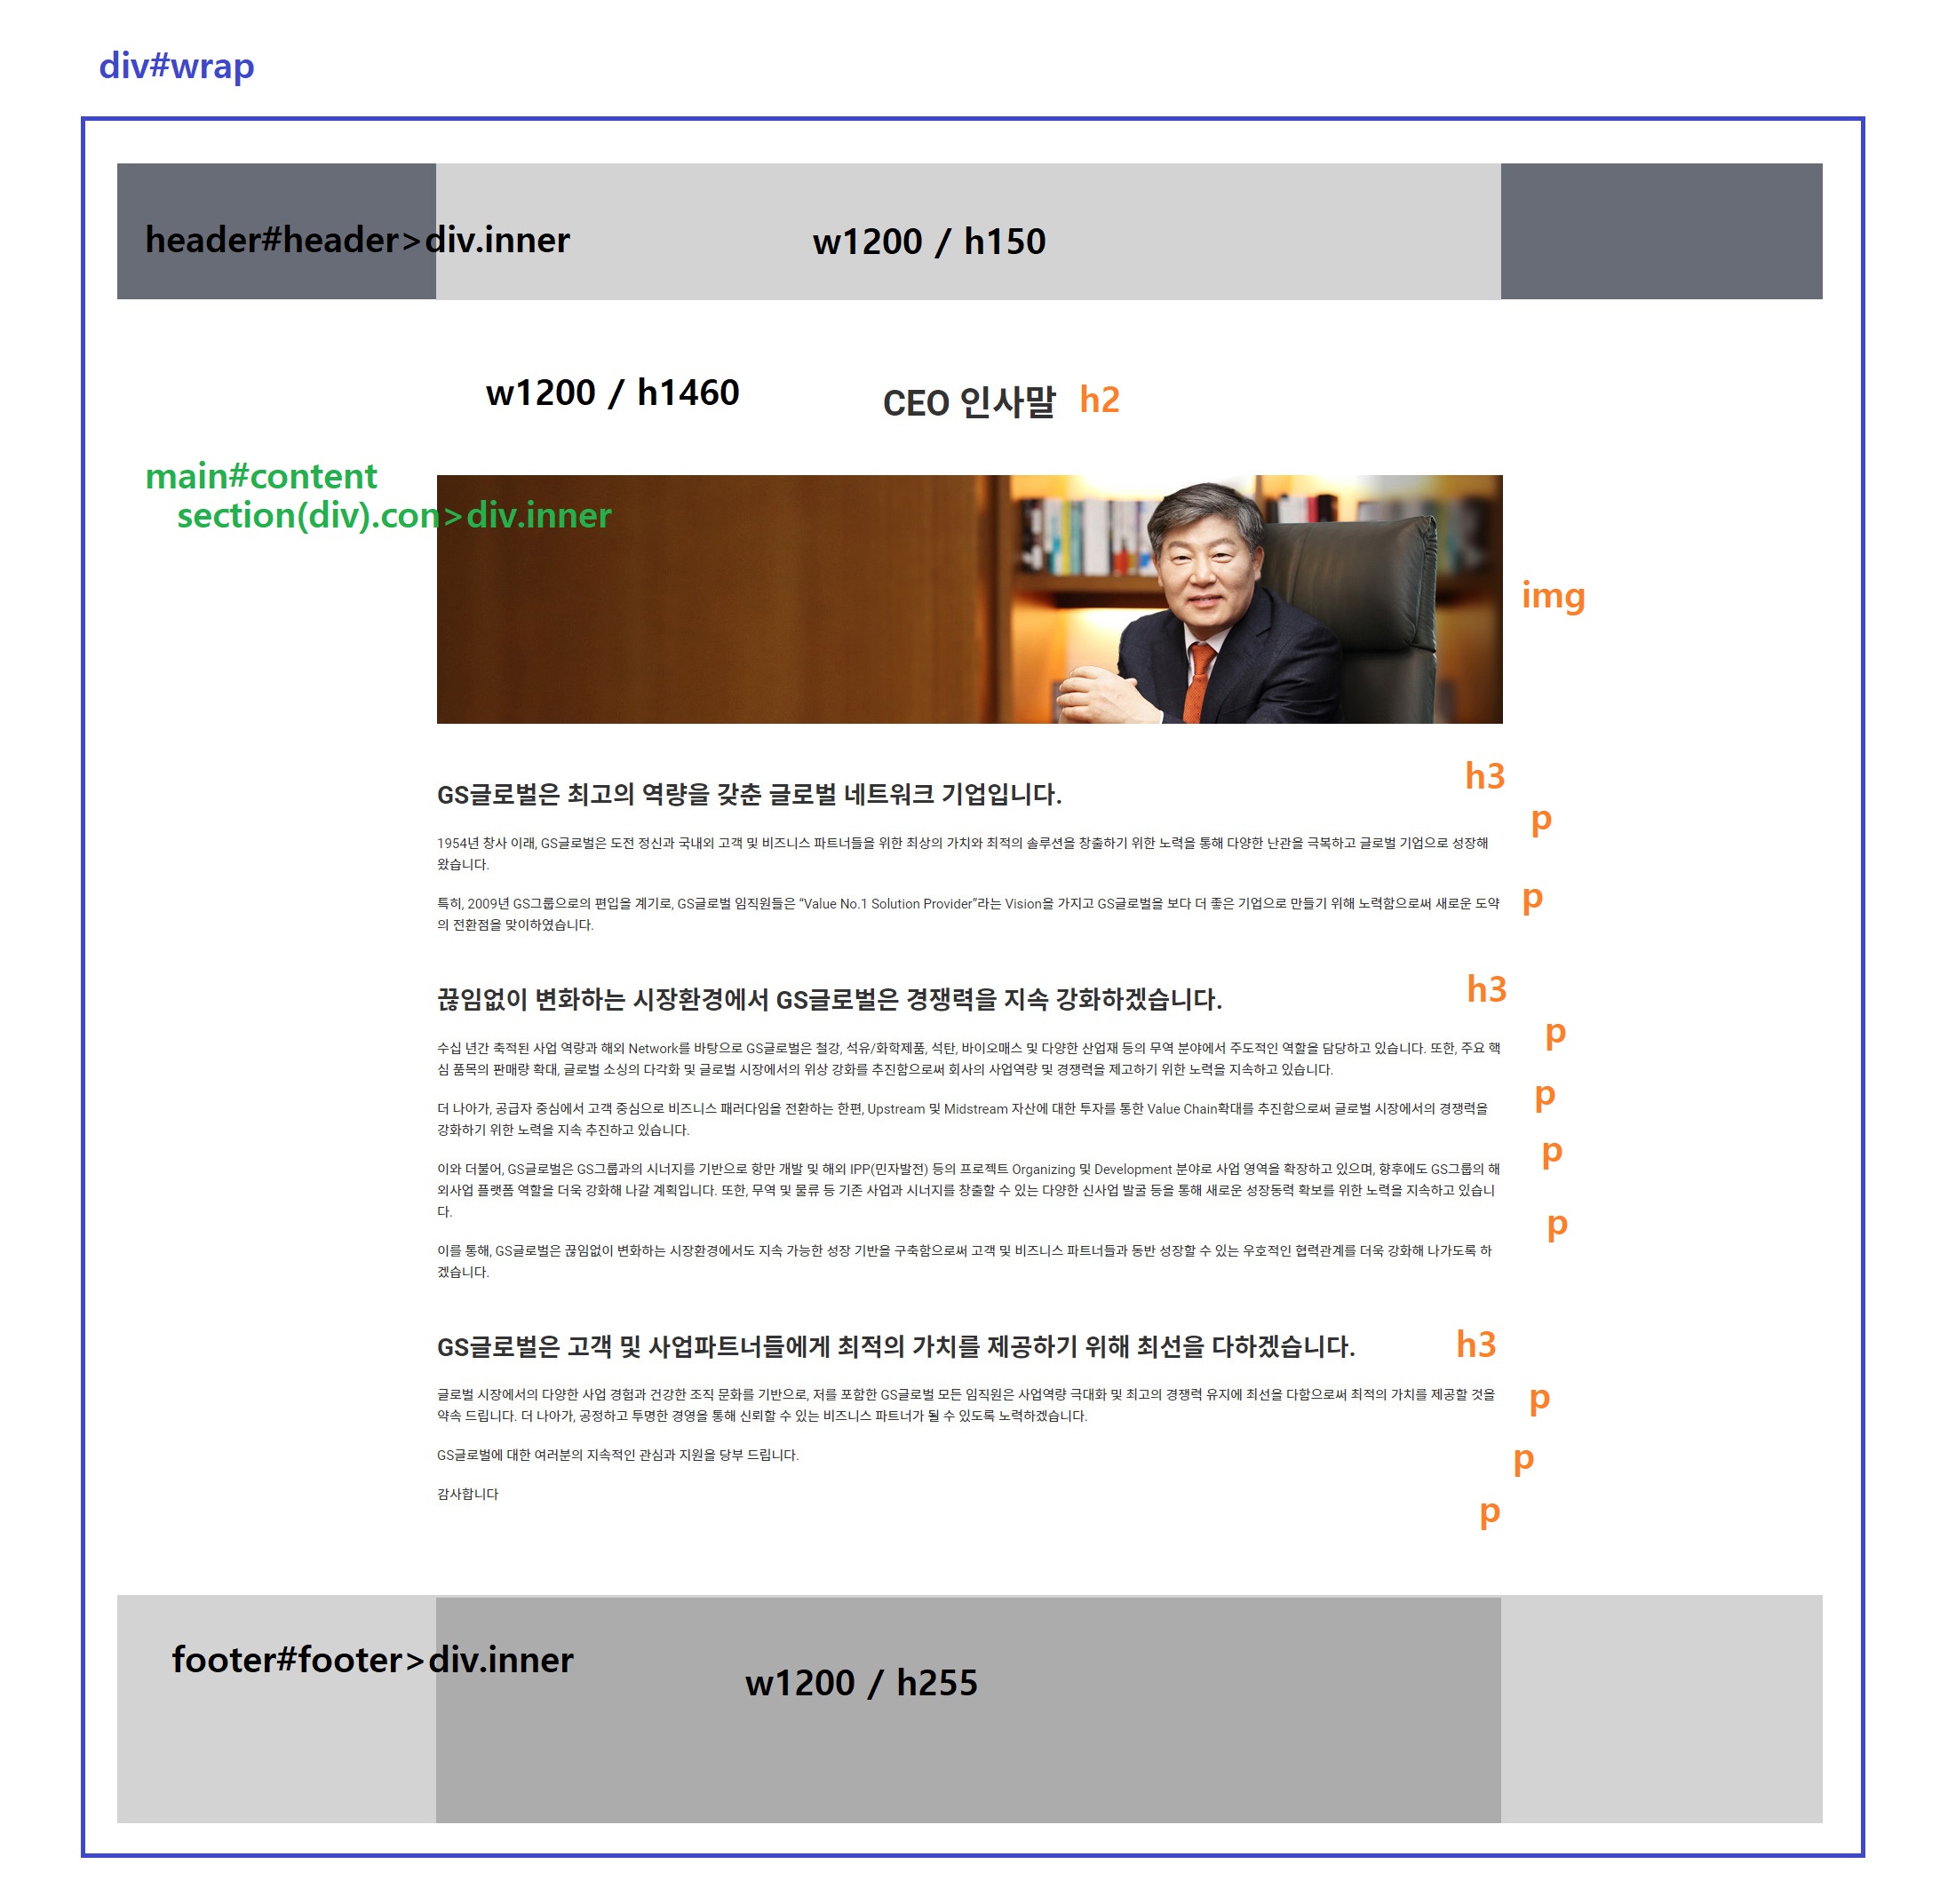 div#wrap
header#header>div.inner
w1200 / h150
w1200 / h1460
CEO 인사말
h2
main#content
section(div).con>div.inner
img
h3
GS글로벌은 최고의 역량을 갖춘 글로벌 네트워크 기업입니다.
p
1954년 창사 이래, GS글로벌은 도전 정신과 국내외 고객 및 비즈니스 파트너들을 위한 최상의 가치와 최적의 솔루션을 창출하기 위한 노력을 통해 다양한 난관을 극복하고 글로벌 기업으로 성장해
왔습니다.
p
특히, 2009년 GS그룹으로의 편입을 계기로, GS글로벌 임직원들은 “Value No.1 Solution Provider”라는 Vision을 가지고 GS글로벌을 보다 더 좋은 기업으로 만들기 위해 노력함으로써 새로운 도약
의 전환점을 맞이하였습니다.
h3
끊임없이 변화하는 시장환경에서 GS글로벌은 경쟁력을 지속 강화하겠습니다.
p
수십 년간 축적된 사업 역량과 해외 Network를 바탕으로 GS글로벌은 철강, 석유/화학제품, 석탄, 바이오매스 및 다양한 산업재 등의 무역 분야에서 주도적인 역할을 담당하고 있습니다. 또한, 주요 핵
심 품목의 판매량 확대, 글로벌 소싱의 다각화 및 글로벌 시장에서의 위상 강화를 추진함으로써 회사의 사업역량 및 경쟁력을 제고하기 위한 노력을 지속하고 있습니다.
p
더 나아가, 공급자 중심에서 고객 중심으로 비즈니스 패러다임을 전환하는 한편, Upstream 및 Midstream 자산에 대한 투자를 통한 Value Chain확대를 추진함으로써 글로벌 시장에서의 경쟁력을
강화하기 위한 노력을 지속 추진하고 있습니다.
p
이와 더불어, GS글로벌은 GS그룹과의 시너지를 기반으로 항만 개발 및 해외 IPP(민자발전) 등의 프로젝트 Organizing 및 Development 분야로 사업 영역을 확장하고 있으며, 향후에도 GS그룹의 해
외사업 플랫폼 역할을 더욱 강화해 나갈 계획입니다. 또한, 무역 및 물류 등 기존 사업과 시너지를 창출할 수 있는 다양한 신사업 발굴 등을 통해 새로운 성장동력 확보를 위한 노력을 지속하고 있습니
다.
p
이를 통해, GS글로벌은 끊임없이 변화하는 시장환경에서도 지속 가능한 성장 기반을 구축함으로써 고객 및 비즈니스 파트너들과 동반 성장할 수 있는 우호적인 협력관계를 더욱 강화해 나가도록 하
겠습니다.
h3
GS글로벌은 고객 및 사업파트너들에게 최적의 가치를 제공하기 위해 최선을 다하겠습니다.
p
글로벌 시장에서의 다양한 사업 경험과 건강한 조직 문화를 기반으로, 저를 포함한 GS글로벌 모든 임직원은 사업역량 극대화 및 최고의 경쟁력 유지에 최선을 다함으로써 최적의 가치를 제공할 것을
약속 드립니다. 더 나아가, 공정하고 투명한 경영을 통해 신뢰할 수 있는 비즈니스 파트너가 될 수 있도록 노력하겠습니다.
p
GS글로벌에 대한 여러분의 지속적인 관심과 지원을 당부 드립니다.
감사합니다
p
footer#footer>div.inner
w1200 / h255